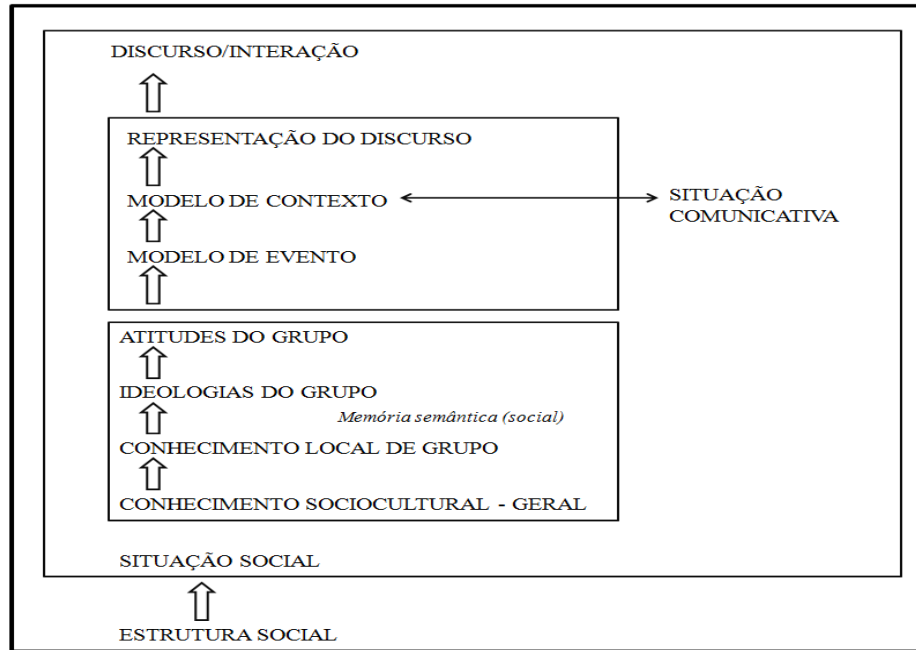 DISCURSO/INTERAÇÃO
REPRESENTAÇÃO DO DISCURSO
MODELO DE CONTEXTO
SITUAÇÃO
COMUNICATIVA
MODELO DE EVENTO
ATITUDES DO GRUPO
IDEOLOGIAS DO GRUPO
Memória semântica (social)
CONHECIMENTO LOCAL DE GRUPO
CONHECIMENTO SOCIOCULTURAL - GERAL
SITUAÇÃO SOCIAL
ESTRUTURA SOCIAL